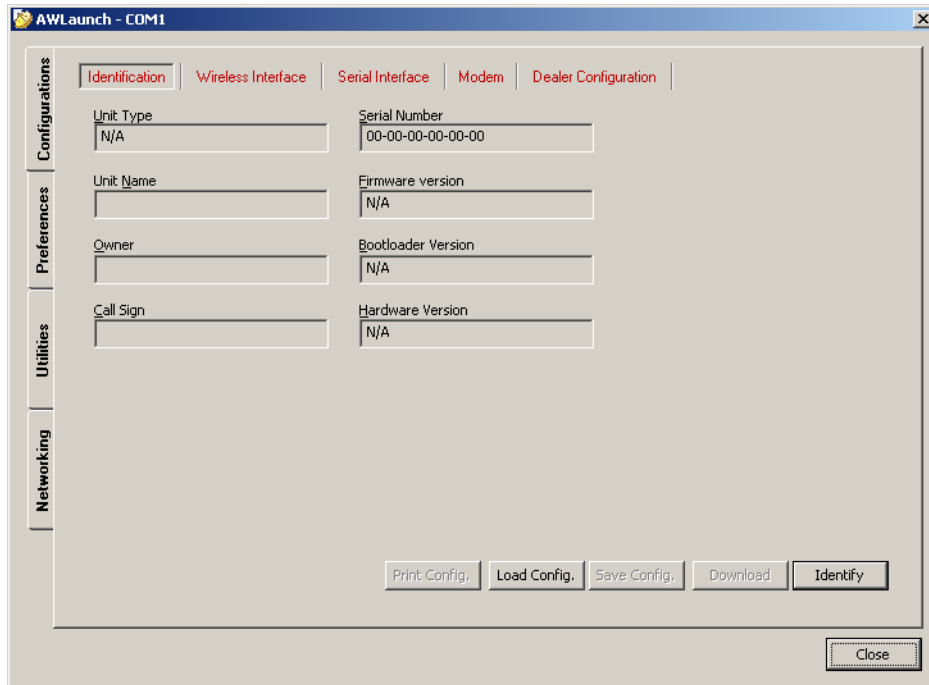 AWLaunch - COM1
Configurations
Preferences
Utilities
Networking
Identification Wireless Interface Serial Interface Modem Dealer Configuration
Unit Type Serial Number
N/A 00-00-00-00-00-00
Unit Name Firmware version
N/A
Owner Bootloader Version
N/A
Call Sign Hardware Version
N/A
Print Config. Load Config. Save Config. Download Identify
Close